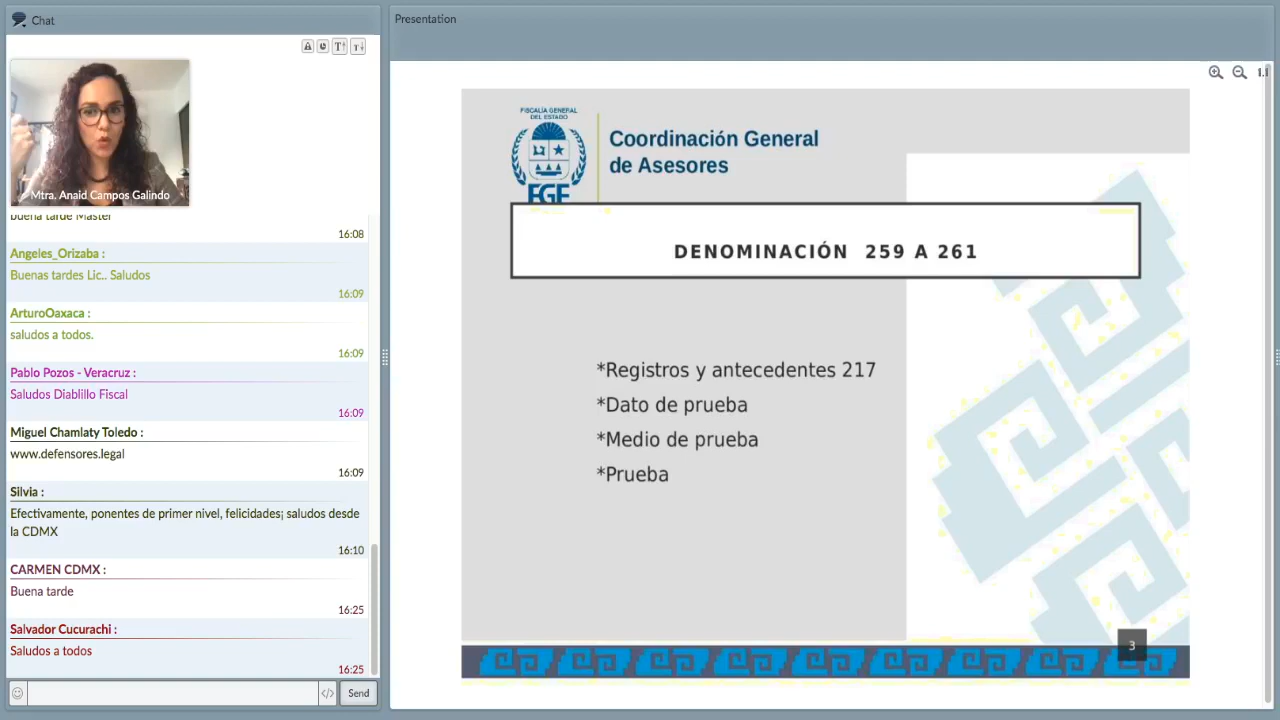 Chat
Mtra. Anaid Campos Galindo
Buena tarde Master
16:08
Angeles_Orizaba :
Buenas tardes Lic.. Saludos
16:09
ArturoOaxaca :
saludos a todos.
16:09
Pablo Pozos - Veracruz :
Saludos Diablillo Fiscal
16:09
Miguel Chamlaty Toledo :
www.defensores.legal
16:09
Silvia :
Efectivamente, ponentes de primer nivel, felicidades¡ saludos desde
la CDMX
16:10
CARMEN CDMX :
Buena tarde
16:25
Salvador Cucurachi :
Saludos a todos
16:25
Send
Presentation
1:1
FISCALÍA GENERAL
DEL ESTADO
FGE
Coordinación General
de Asesores
DENOMINACIÓN 259 A 261
*Registros y antecedentes 217
*Dato de prueba
*Medio de prueba
*Prueba
3